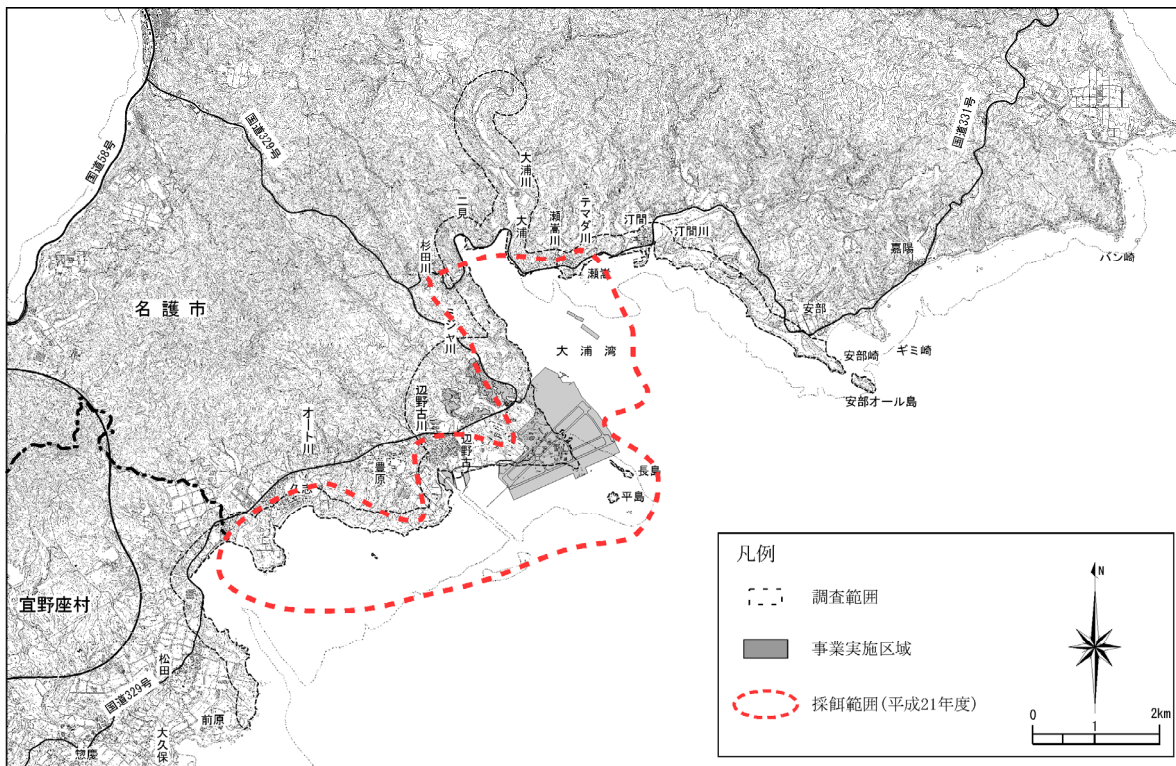 国道58号
国道329号
国道331号
大浦川
二見
大浦
瀬嵩川
テマダ川
汀間
汀間川
杉田川
瀬嵩
嘉陽
バン崎
名護市
ミシャ川
大浦湾
安部
安部崎
ギミ崎
安部オール島
辺野古川
オート川
辺野古
豊原
久志
長島
平島
宜野座村
松田
国道329号
前原
大久保
惣慶
凡例
調査範囲
事業実施区域
採餌範囲(平成21年度)
N
0 1 2km